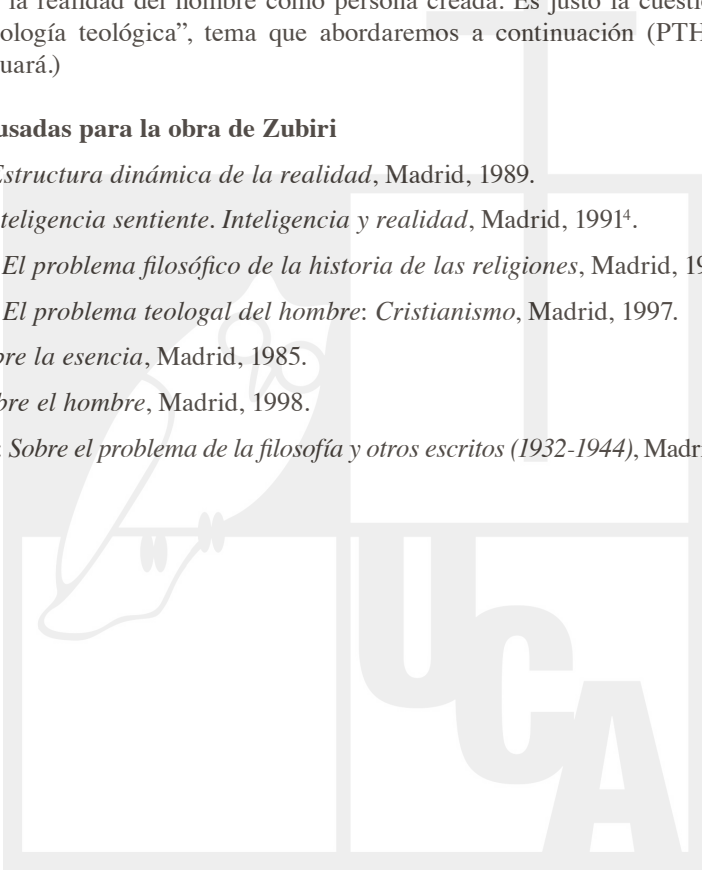 la realidad del hombre como persona creada. Es justo la cuesti
ología teológica”, tema que abordaremos a continuación (PTH
uará.)
usadas para la obra de Zubiri
Estructura dinámica de la realidad, Madrid, 1989.
teligencia sentiente. Inteligencia y realidad, Madrid, 1991⁴.
El problema filosófico de la historia de las religiones, Madrid, 19
El problema teologal del hombre: Cristianismo, Madrid, 1997.
bre la esencia, Madrid, 1985.
bre el hombre, Madrid, 1998.
: Sobre el problema de la filosofía y otros escritos (1932-1944), Madri
UCA